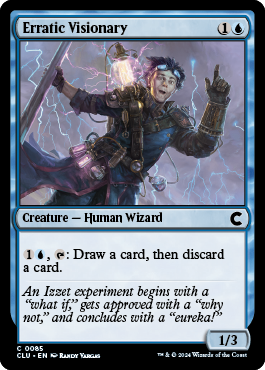 Erratic Visionary 1
1, : Draw a card, then discard
a card.
Creature — Human Wizard
An Izzet experiment begins with a
“what if,” gets approved with a “why
not,” and concludes with a “eureka!”
1/3
C 0085
CLU • EN Randy Vargas
™ & © 2024 Wizards of the Coast